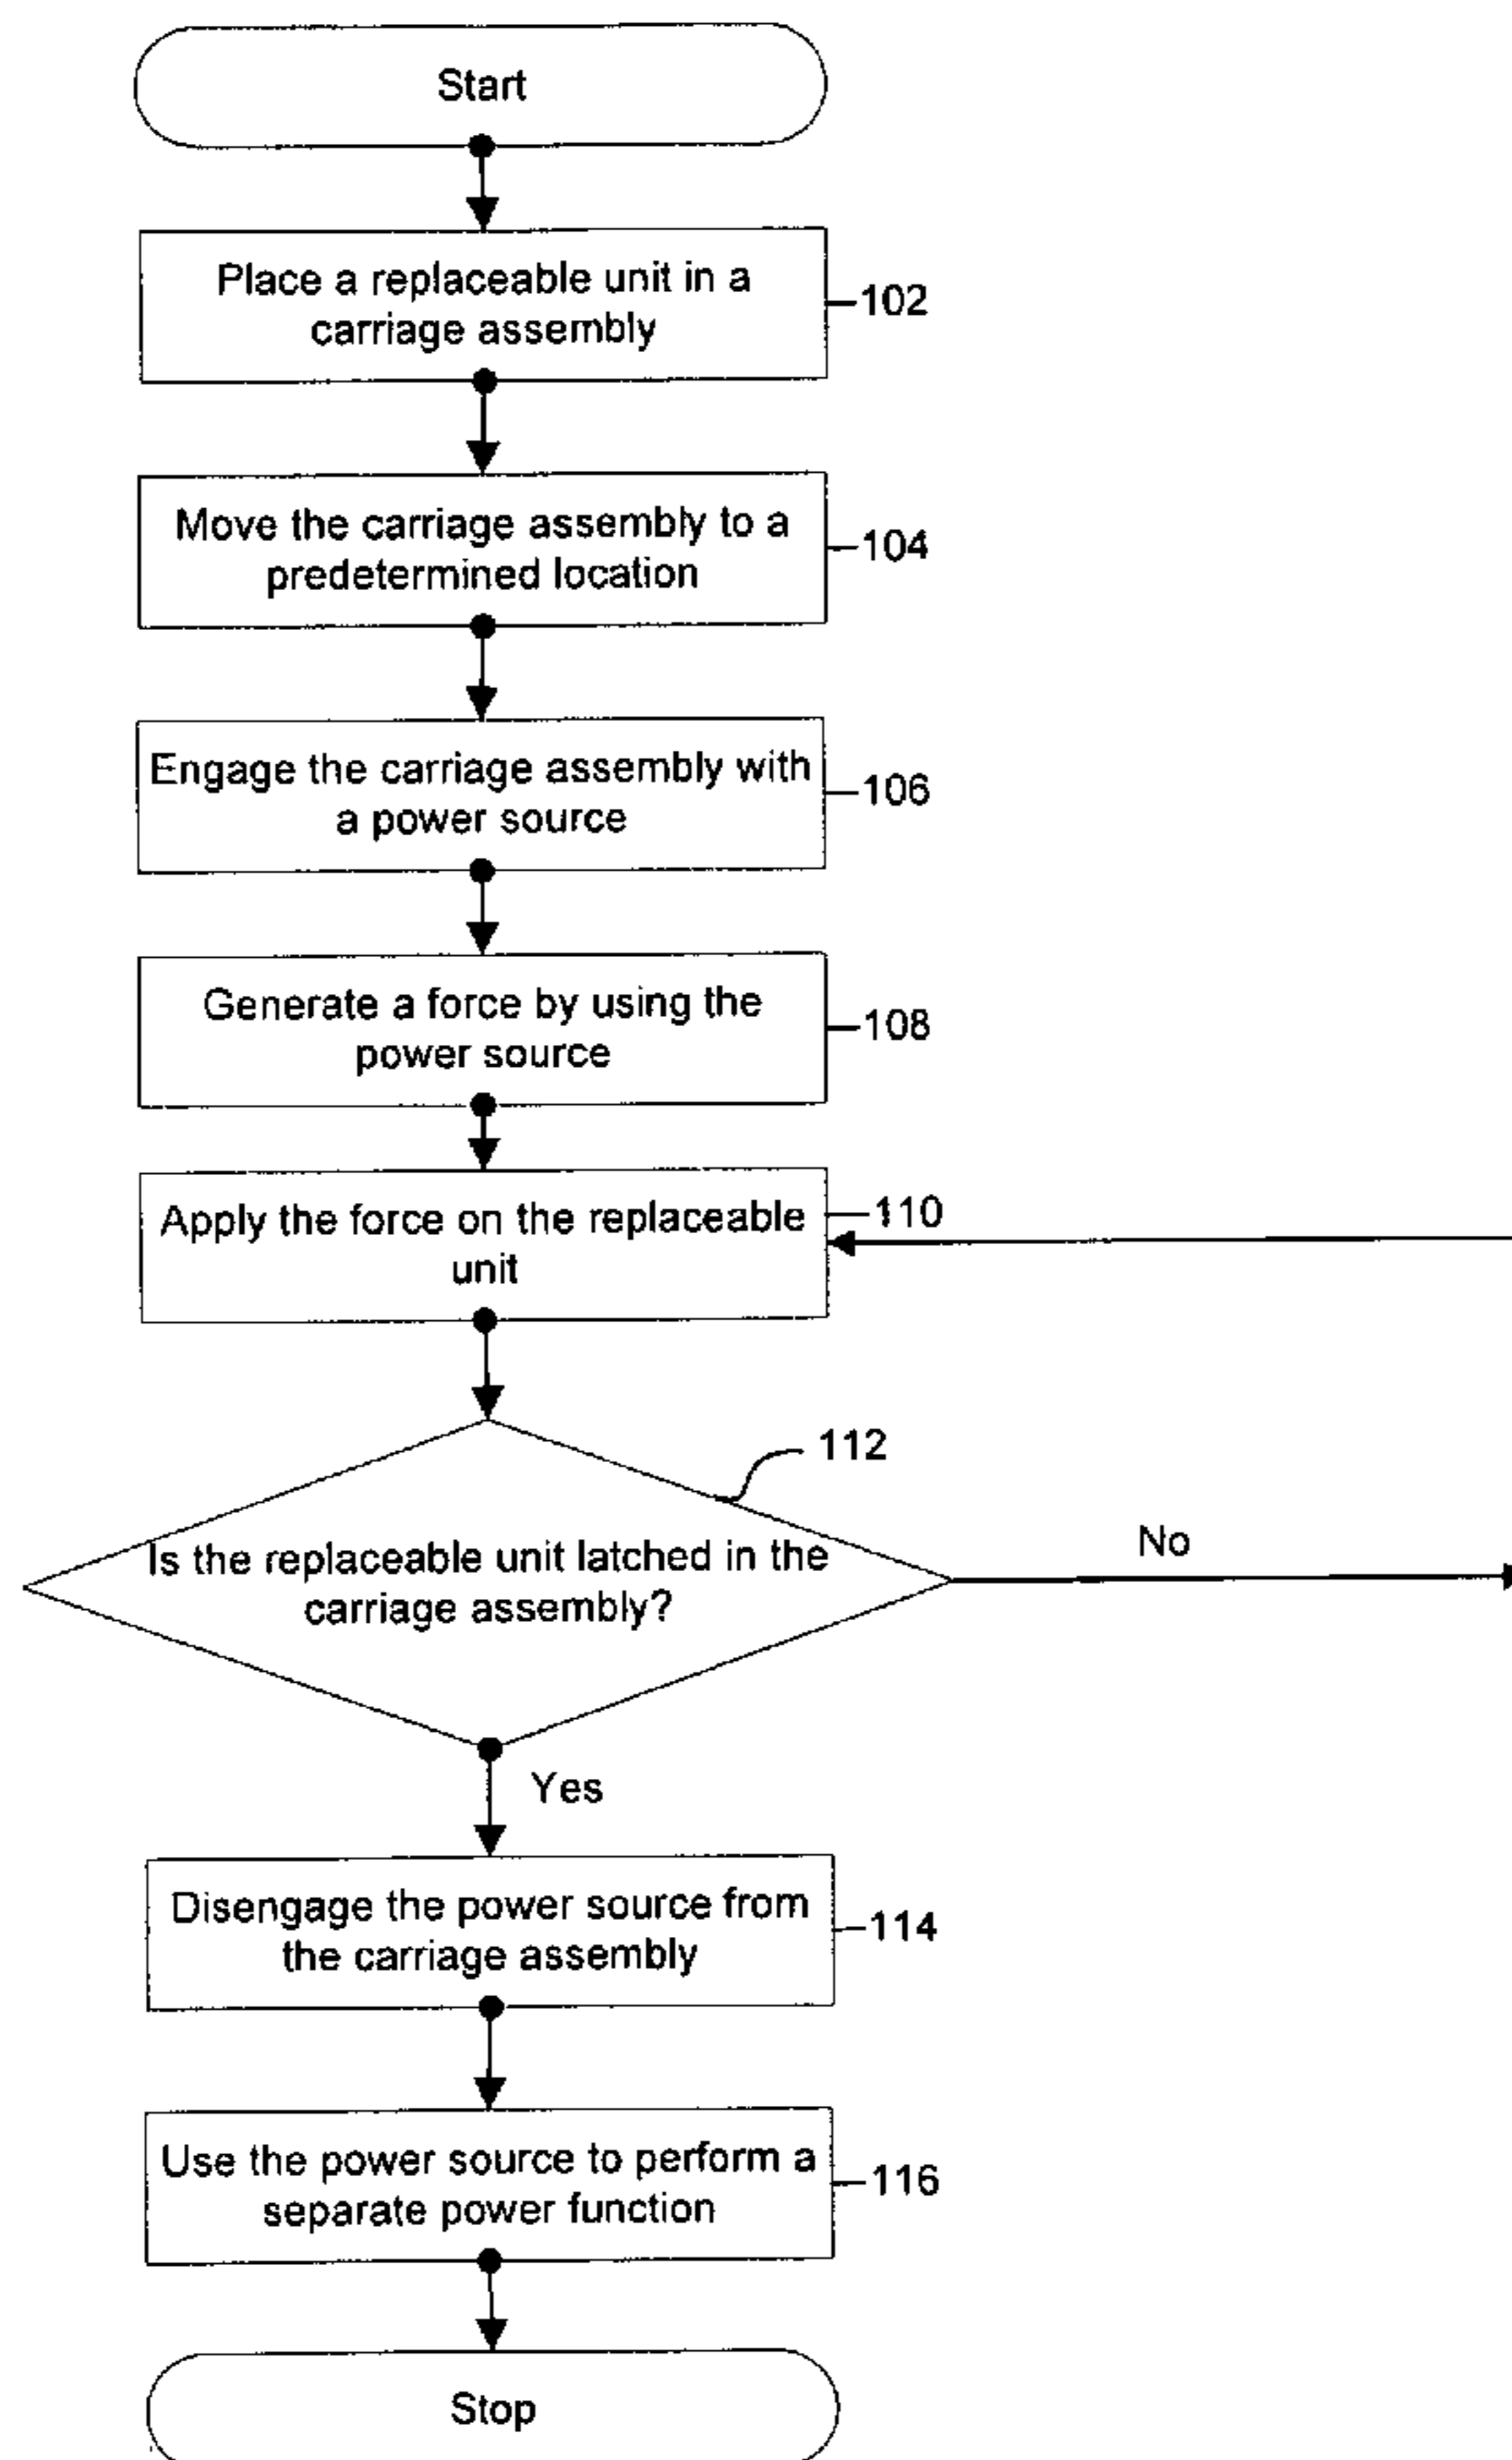 Start
Place a replaceable unit in a
carriage assembly
102
Move the carriage assembly to a
predetermined location
104
Engage the carriage assembly with
a power source
106
Generate a force by using the
power source
108
Apply the force on the replaceable
unit
110
112
Is the replaceable unit latched in the
carriage assembly?
No
Yes
Disengage the power source from
the carriage assembly
114
Use the power source to perform a
separate power function
116
Stop